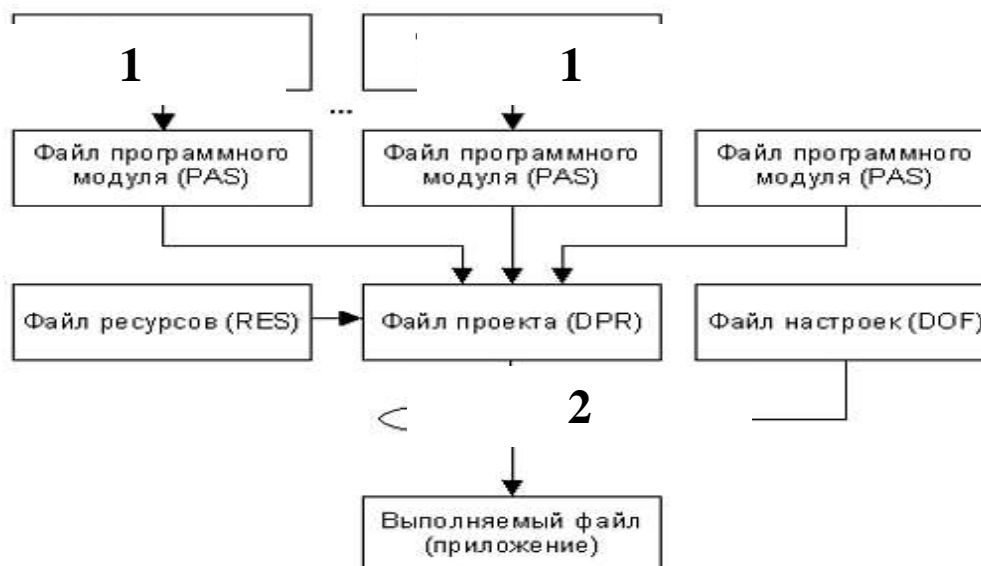 1
1
...
Файл программного
модуля (PAS)
Файл программного
модуля (PAS)
Файл программного
модуля (PAS)
Файл ресурсов (RES)
Файл проекта (DPR)
Файл настроек (DOF)
2
Выполняемый файл
(приложение)